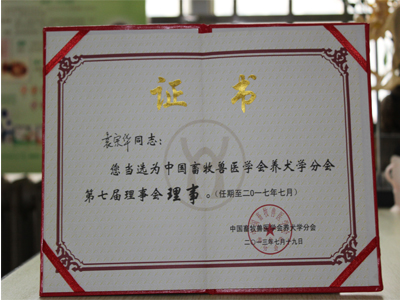 证书
袁宗华同志：
您当选为中国畜牧兽医学会养犬学分会
第七届理事会理事。（任期至二〇一七年七月）
中国畜牧兽医学会养犬学分会
二〇一三年七月十九日